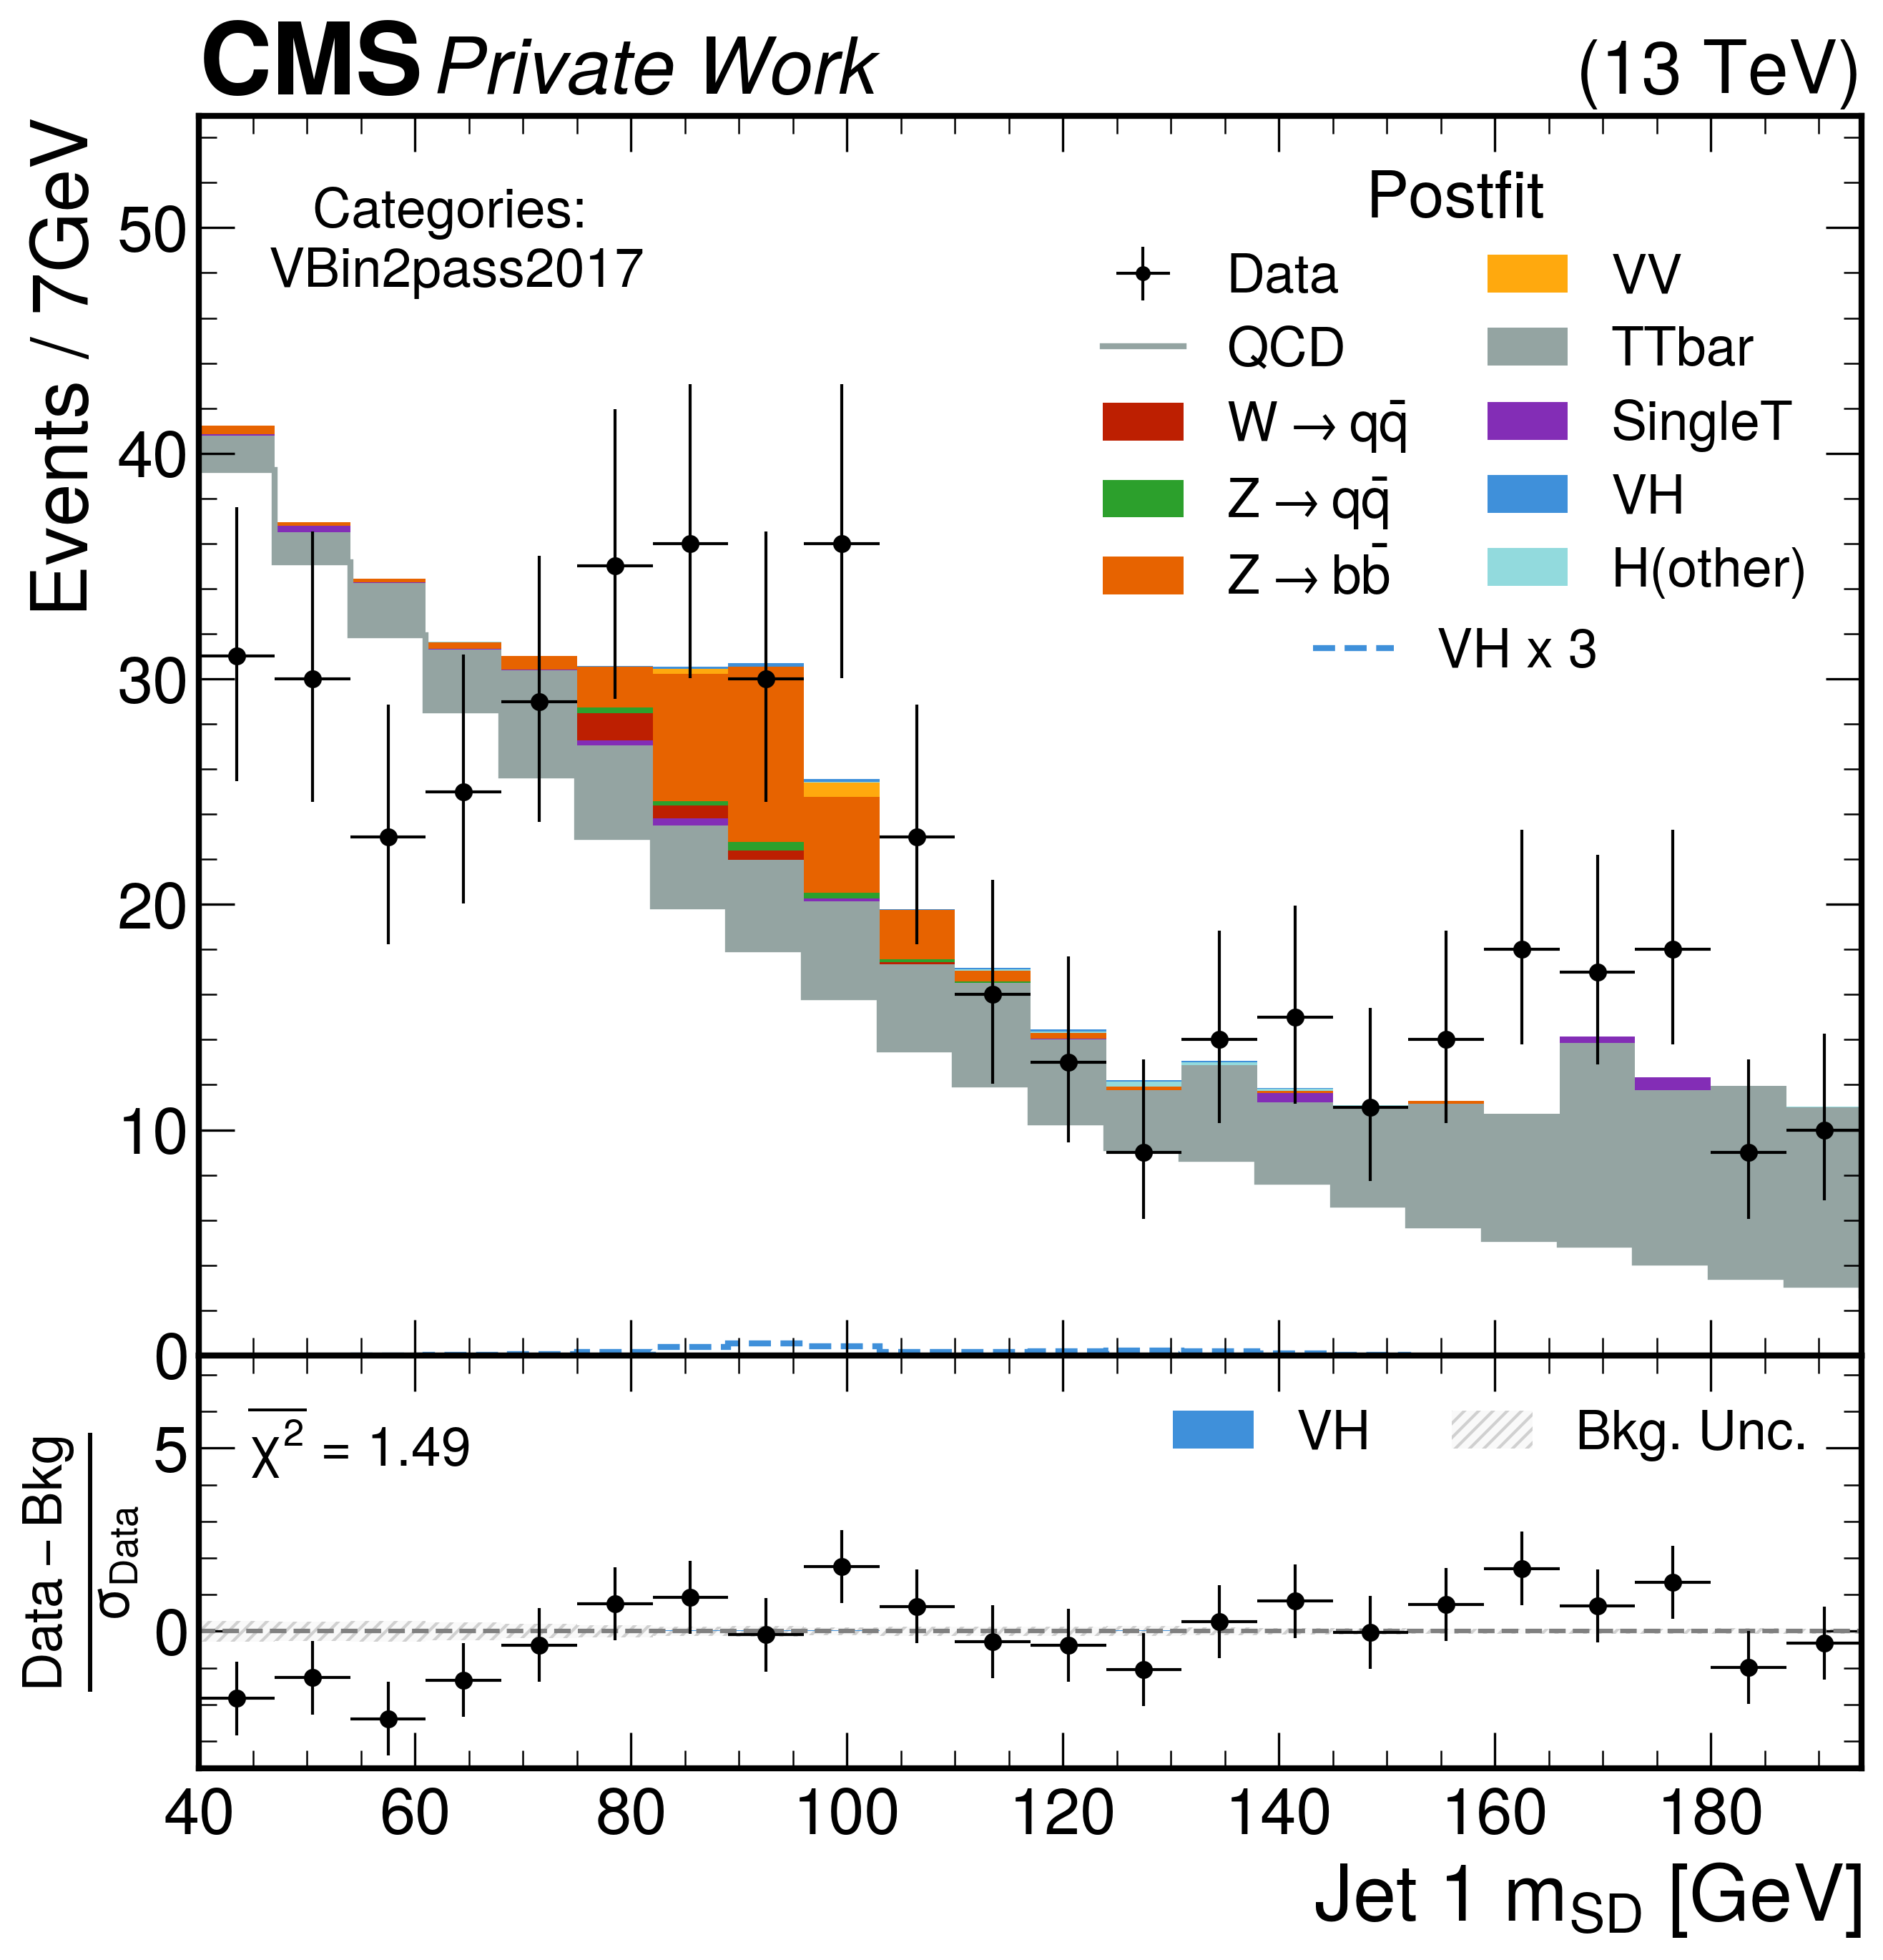 CMS Private Work (13 TeV)
Events / 7GeV
Categories:
VBin2pass2017
Postfit
Data
QCD
W → qq̄
Z → qq̄
Z → bb̄
VV
TTbar
SingleT
VH
H(other)
VH x 3
50
40
30
20
10
0
χ² = 1.49
VH
Bkg. Unc.
Data – Bkg
σData
5
0
40 60 80 100 120 140 160 180
Jet 1 mSD [GeV]